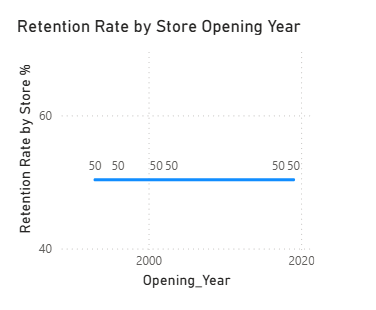 Retention Rate by Store Opening Year
Retention Rate by Store %
60
50 50 50 50 50 50
40
2000 2020
Opening_Year